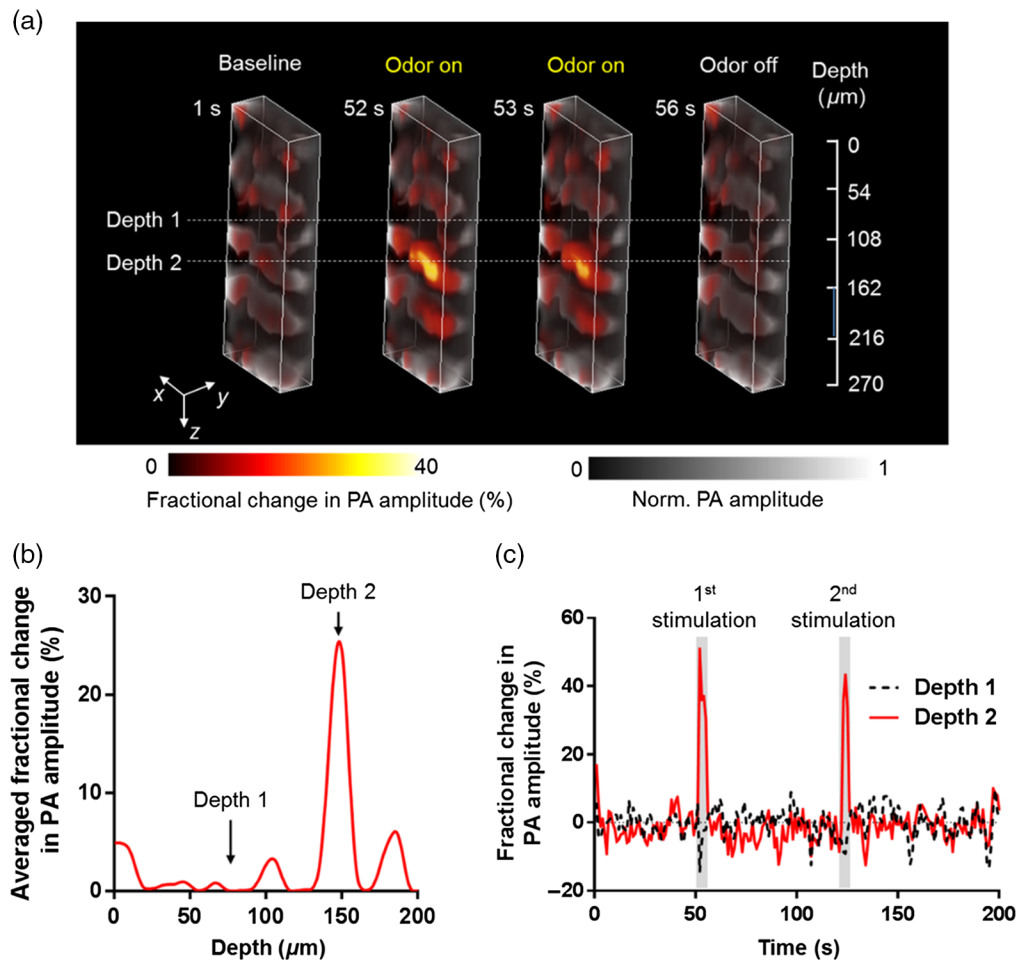 (a)
Baseline
Odor on
Odor on
Odor off
Depth
(µm)
1 s
52 s
53 s
56 s
0
54
Depth 1
108
Depth 2
162
216
270
x
y
z
0
40
Fractional change in PA amplitude (%)
0
1
Norm. PA amplitude
(b)
Averaged fractional change
in PA amplitude (%)
30
20
10
0
Depth 2
Depth 1
0
50
100
150
200
Depth (µm)
(c)
1st
stimulation
2nd
stimulation
Fractional change in
PA amplitude (%)
60
40
20
0
−20
Depth 1
Depth 2
0
50
100
150
200
Time (s)